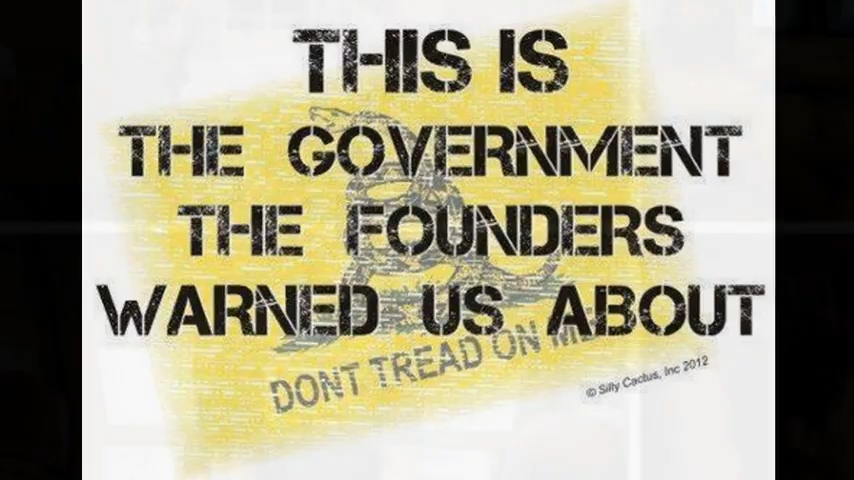 THIS IS
THE GOVERNMENT
THE FOUNDERS
WARNED US ABOUT
DONT TREAD ON ME
© Silly Cactus, Inc 2012